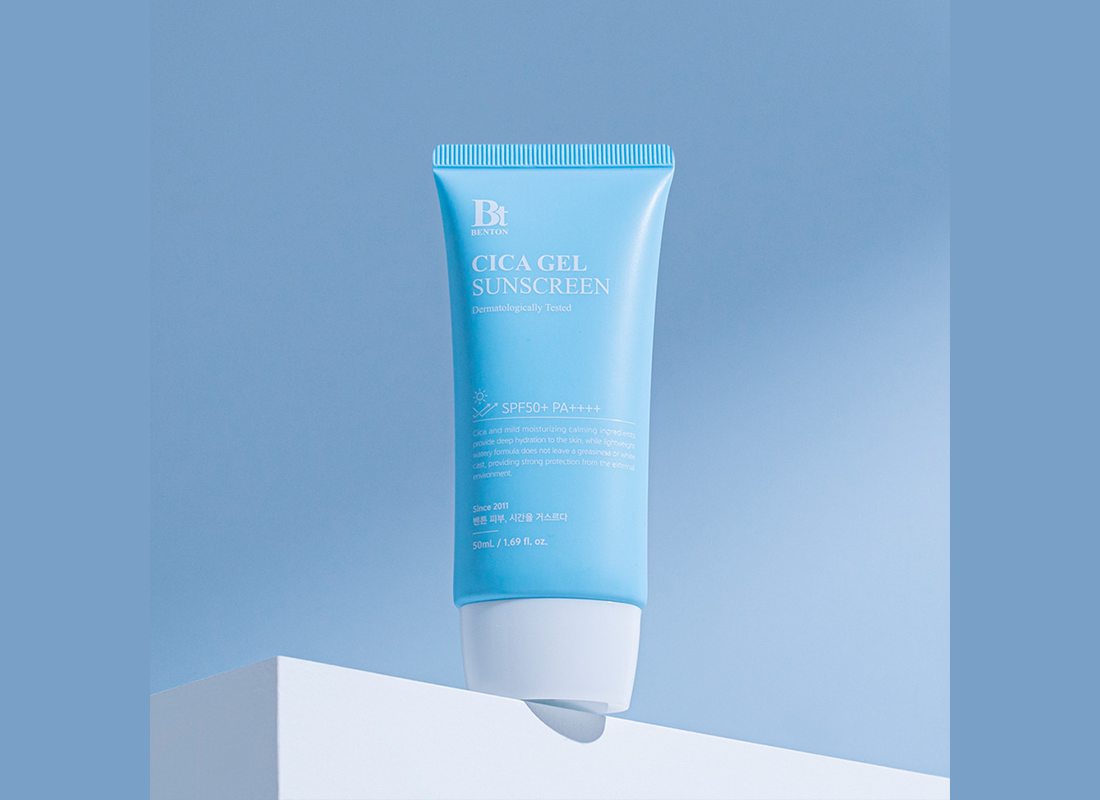 Bt
BENTON
CICA GEL
SUNSCREEN
Dermatologically Tested
SPF50+ PA++++
Cica and mild moisturizing calming ingredients
provide deep hydration to the skin, while lightweight
watery formula does not leave a greasiness or white
cast, providing strong protection from the external
environment.
Since 2011
벤튼 피부, 시간을 거스르다
50mL / 1.69 fl. oz.